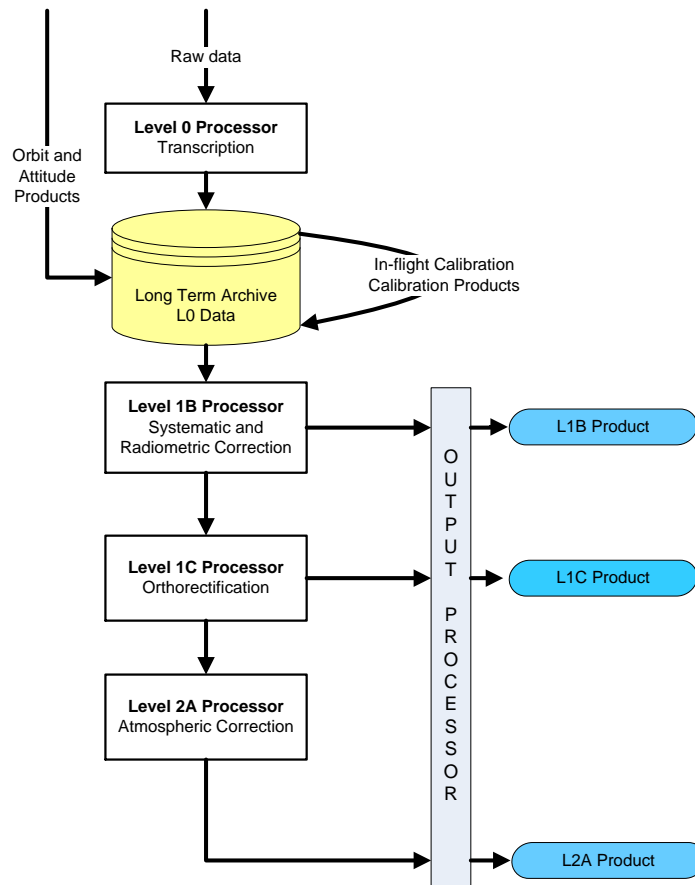 Raw data
Level 0 Processor
Transcription
Orbit and
Attitude
Products
In-flight Calibration
Calibration Products
Long Term Archive
L0 Data
Level 1B Processor
Systematic and
Radiometric Correction
L1B Product
OUTPUT PROCESSOR
Level 1C Processor
Orthorectification
L1C Product
Level 2A Processor
Atmospheric Correction
L2A Product